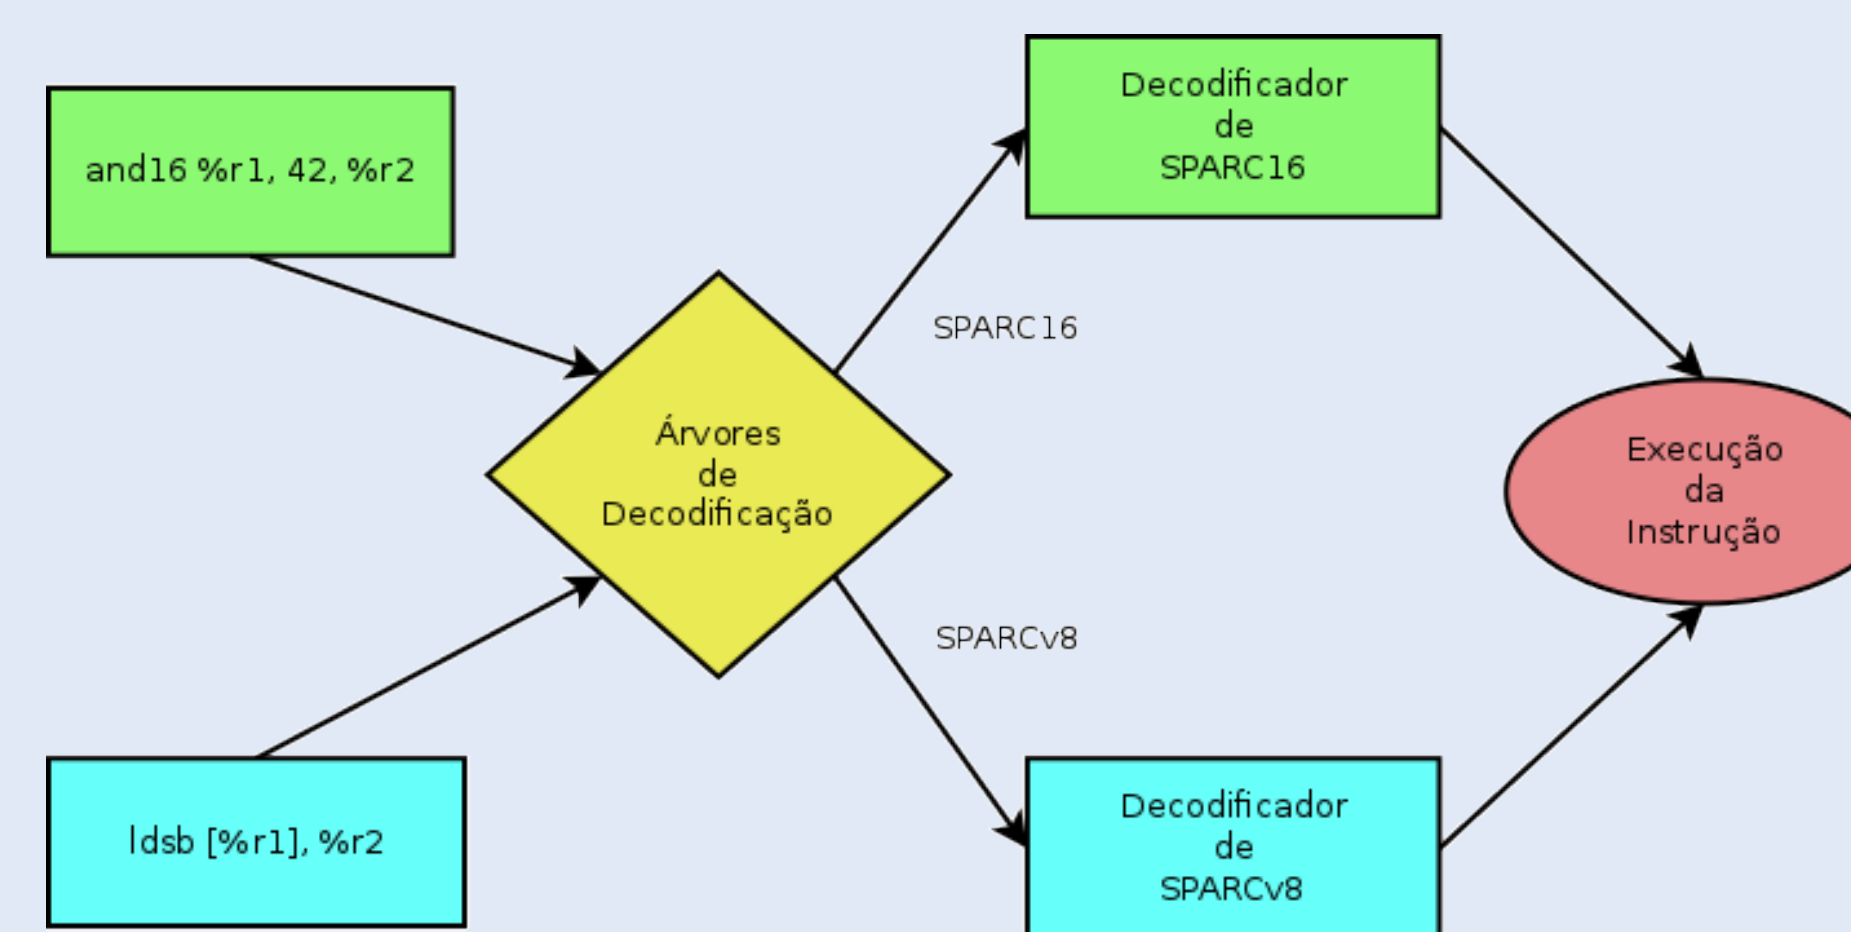 and16 %r1, 42, %r2
Decodificador
de
SPARC16
SPARC16
Árvores
de
Decodificação
Execução
da
Instrução
SPARCv8
ldsb [%r1], %r2
Decodificador
de
SPARCv8